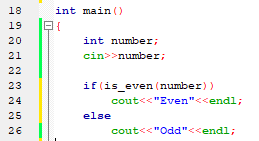 18 int main()
19 {
20 int number;
21 cin>>number;
22
23 if(is_even(number))
24 cout<<"Even"<<endl;
25 else
26 cout<<"Odd"<<endl;